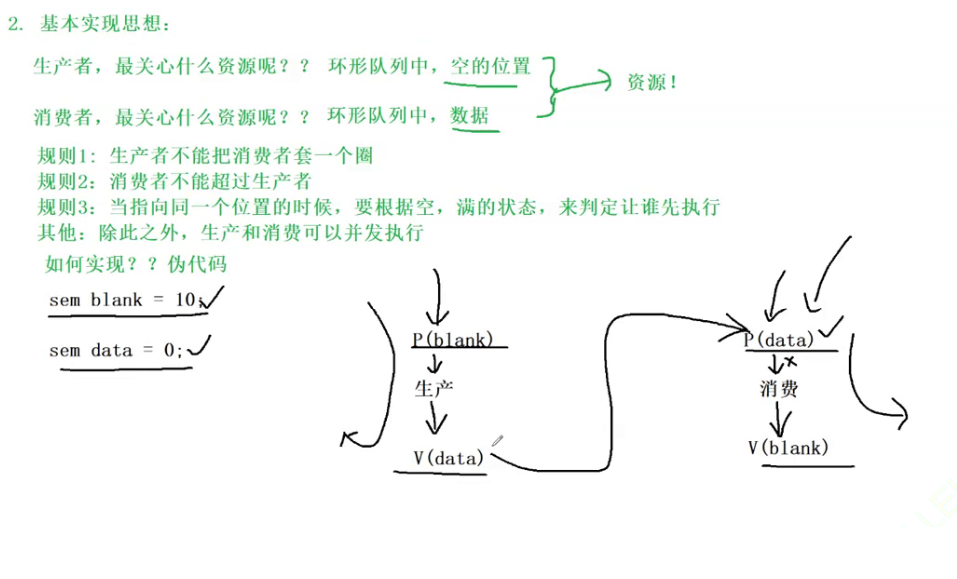 2. 基本实现思想：
生产者，最关心什么资源呢？？ 环形队列中，空的位置
资源！
消费者，最关心什么资源呢？？ 环形队列中，数据
规则1：生产者不能把消费者套一个圈
规则2：消费者不能超过生产者
规则3：当指向同一个位置的时候，要根据空，满的状态，来判定让谁先执行
其他：除此之外，生产和消费可以并发执行
如何实现？？伪代码
sem blank = 10;
sem data = 0;
P(blank)
生产
V(data)
P(data)
消费
V(blank)